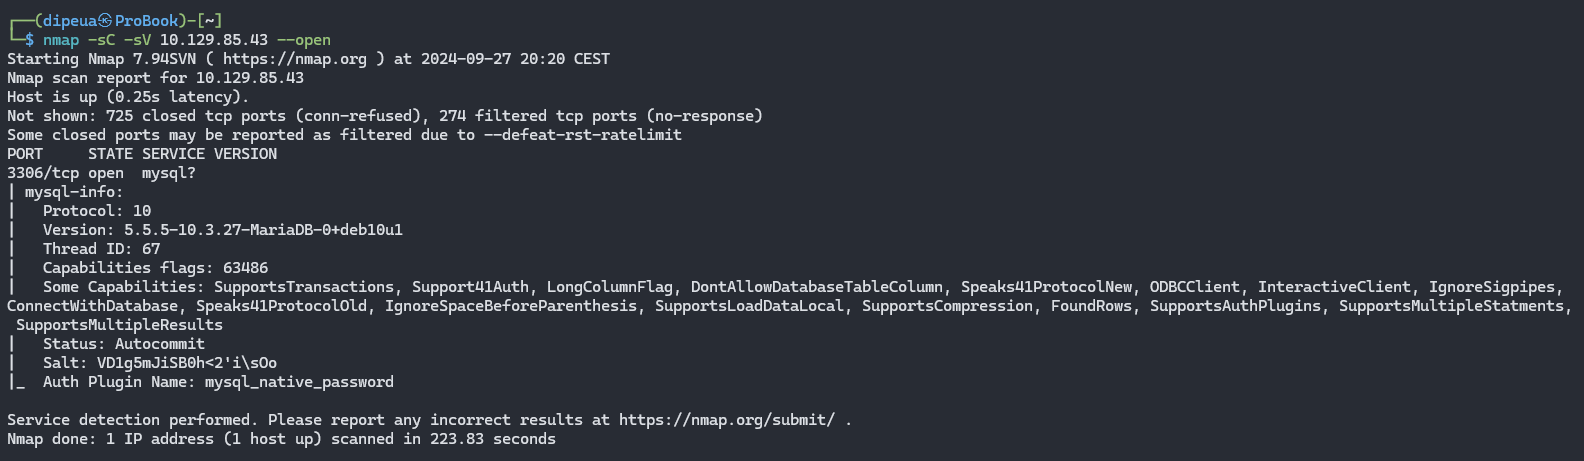 ┌──(dipeua㉿ProBook)-[~]
└─$ nmap -sC -sV 10.129.85.43 --open
Starting Nmap 7.94SVN ( https://nmap.org ) at 2024-09-27 20:20 CEST
Nmap scan report for 10.129.85.43
Host is up (0.25s latency).
Not shown: 725 closed tcp ports (conn-refused), 274 filtered tcp ports (no-response)
Some closed ports may be reported as filtered due to --defeat-rst-ratelimit
PORT     STATE SERVICE VERSION
3306/tcp open  mysql?
| mysql-info:
|   Protocol: 10
|   Version: 5.5.5-10.3.27-MariaDB-0+deb10u1
|   Thread ID: 67
|   Capabilities flags: 63486
|   Some Capabilities: SupportsTransactions, Support41Auth, LongColumnFlag, DontAllowDatabaseTableColumn, Speaks41ProtocolNew, ODBCClient, InteractiveClient, IgnoreSigpipes,
ConnectWithDatabase, Speaks41ProtocolOld, IgnoreSpaceBeforeParenthesis, SupportsLoadDataLocal, SupportsCompression, FoundRows, SupportsAuthPlugins, SupportsMultipleStatments,
 SupportsMultipleResults
|   Status: Autocommit
|   Salt: VD1g5mJiSB0h<2'i\sOo
|_  Auth Plugin Name: mysql_native_password

Service detection performed. Please report any incorrect results at https://nmap.org/submit/ .
Nmap done: 1 IP address (1 host up) scanned in 223.83 seconds